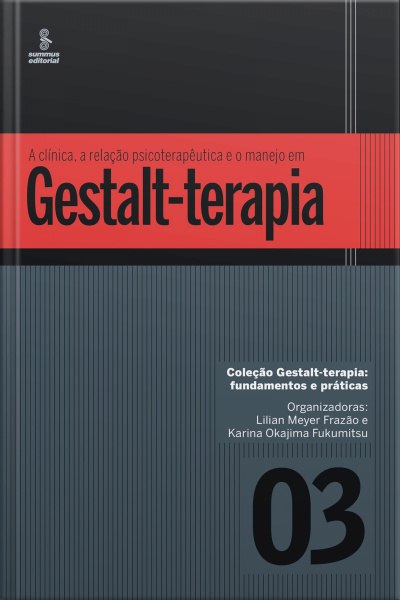 summus
editorial
A clínica, a relação psicoterapêutica e o manejo em
Gestalt-terapia
Coleção Gestalt-terapia:
fundamentos e práticas
Organizadoras:
Lilian Meyer Frazão e
Karina Okajima Fukumitsu
03